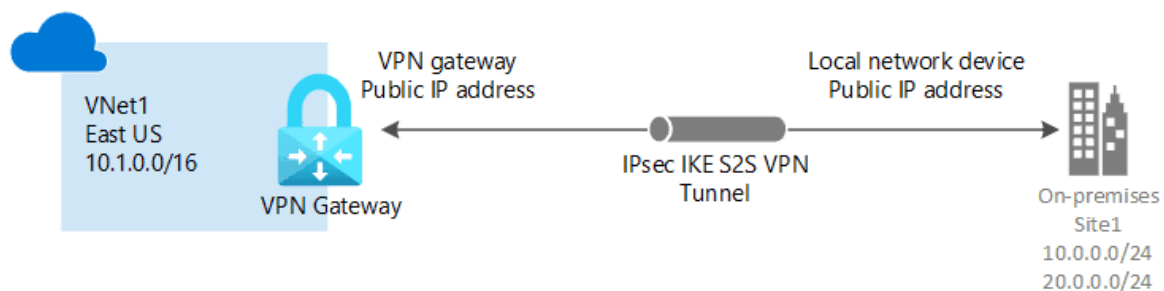 VNet1
East US
10.1.0.0/16
VPN Gateway
VPN gateway
Public IP address
IPsec IKE S2S VPN
Tunnel
Local network device
Public IP address
On-premises
Site1
10.0.0.0/24
20.0.0.0/24